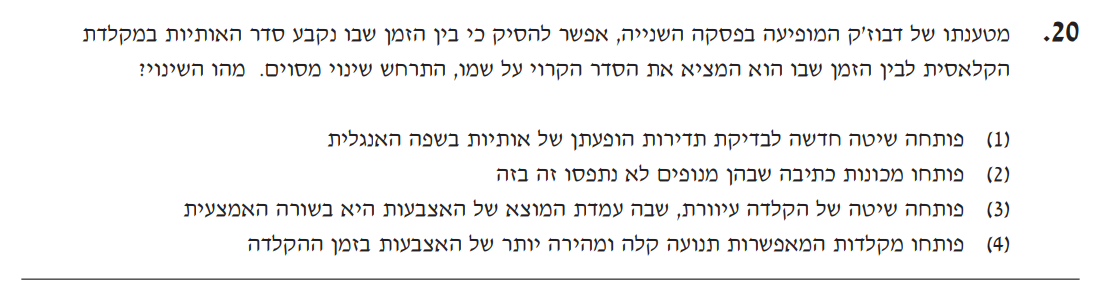 20. מטענתו של דבוז'ק המופיעה בפסקה השנייה, אפשר להסיק כי בין הזמן שבו נקבע סדר האותיות במקלדת
הקלאסית לבין הזמן שבו הוא המציא את הסדר הקרוי על שמו, התרחש שינוי מסוים. מהו השינוי?
(1) פותחה שיטה חדשה לבדיקת תדירות הופעתן של אותיות בשפה האנגלית
(2) פותחו מכונות כתיבה שבהן מנופים לא נתפסו זה בזה
(3) פותחה שיטה של הקלדה עיוורת, שבה עמדת המוצא של האצבעות היא בשורה האמצעית
(4) פותחו מקלדות המאפשרות תנועה קלה ומהירה יותר של האצבעות בזמן ההקלדה